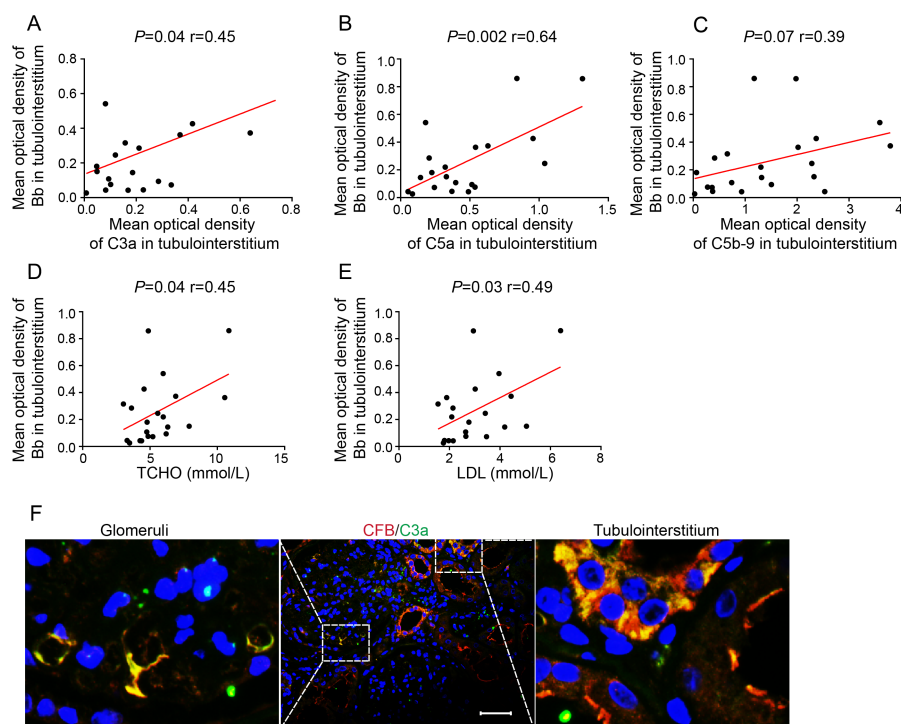 A
P=0.04 r=0.45
Mean optical density of
Bb in tubulointerstitium
0.8
0.6
0.4
0.2
0.0
0.0 0.2 0.4 0.6 0.8
Mean optical density
of C3a in tubulointerstitium
B
P=0.002 r=0.64
Mean optical density of
Bb in tubulointerstitium
1.0
0.8
0.6
0.4
0.2
0.0
0.0 0.5 1.0 1.5
Mean optical density
of C5a in tubulointerstitium
C
P=0.07 r=0.39
Mean optical density of
Bb in tubulointerstitium
1.0
0.8
0.6
0.4
0.2
0.0
0 1 2 3 4
Mean optical density
of C5b-9 in tubulointerstitium
D
P=0.04 r=0.45
Mean optical density of
Bb in tubulointerstitium
1.0
0.8
0.6
0.4
0.2
0.0
0 5 10 15
TCHO (mmol/L)
E
P=0.03 r=0.49
Mean optical density of
Bb in tubulointerstitium
1.0
0.8
0.6
0.4
0.2
0.0
0 2 4 6 8
LDL (mmol/L)
F
Glomeruli
CFB/C3a
Tubulointerstitium